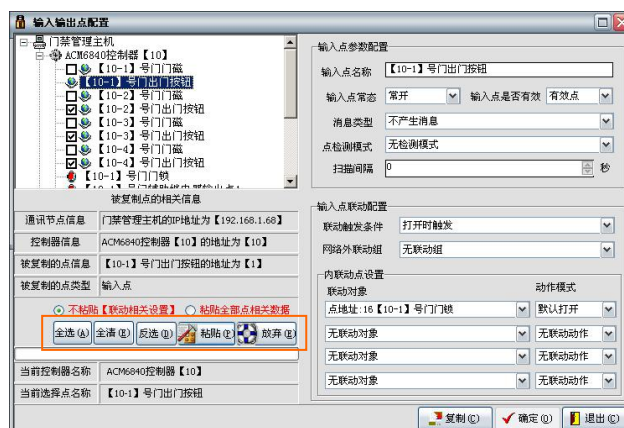 输入输出点配置
门禁管理主机
ACM6840控制器【10】
【10-1】号门门磁
【10-1】号门出门按钮
【10-2】号门门磁
【10-2】号门出门按钮
【10-3】号门门磁
【10-3】号门出门按钮
【10-4】号门门磁
【10-4】号门出门按钮
【10-1】号门门锁
被复制点的相关信息
通讯节点信息 门禁管理主机的IP地址为【192.168.1.68】
控制器信息 ACM6840控制器【10】的地址为【10】
被复制的点信息 【10-1】号门出门按钮的地址为【1】
被复制的点类型 输入点
不粘贴【联动相关设置】 粘贴全部点相关数据
全选(A) 全清(E) 反选(D) 粘贴(P) 放弃(E)
当前控制器名称 ACM6840控制器【10】
当前选择点名称 【10-1】号门出门按钮
输入点参数配置
输入点名称 【10-1】号门出门按钮
输入点常态 常开 输入点是否有效 有效点
消息类型 不产生消息
点检测模式 无检测模式
扫描间隔 0 秒
输入点联动配置
联动触发条件 打开时触发
网络外联动组 无联动组
内联动点设置
联动对象 动作模式
点地址:16【10-1】号门门锁 默认打开
无联动对象 无联动动作
无联动对象 无联动动作
无联动对象 无联动动作
复制(C) 确定(O) 退出(C)